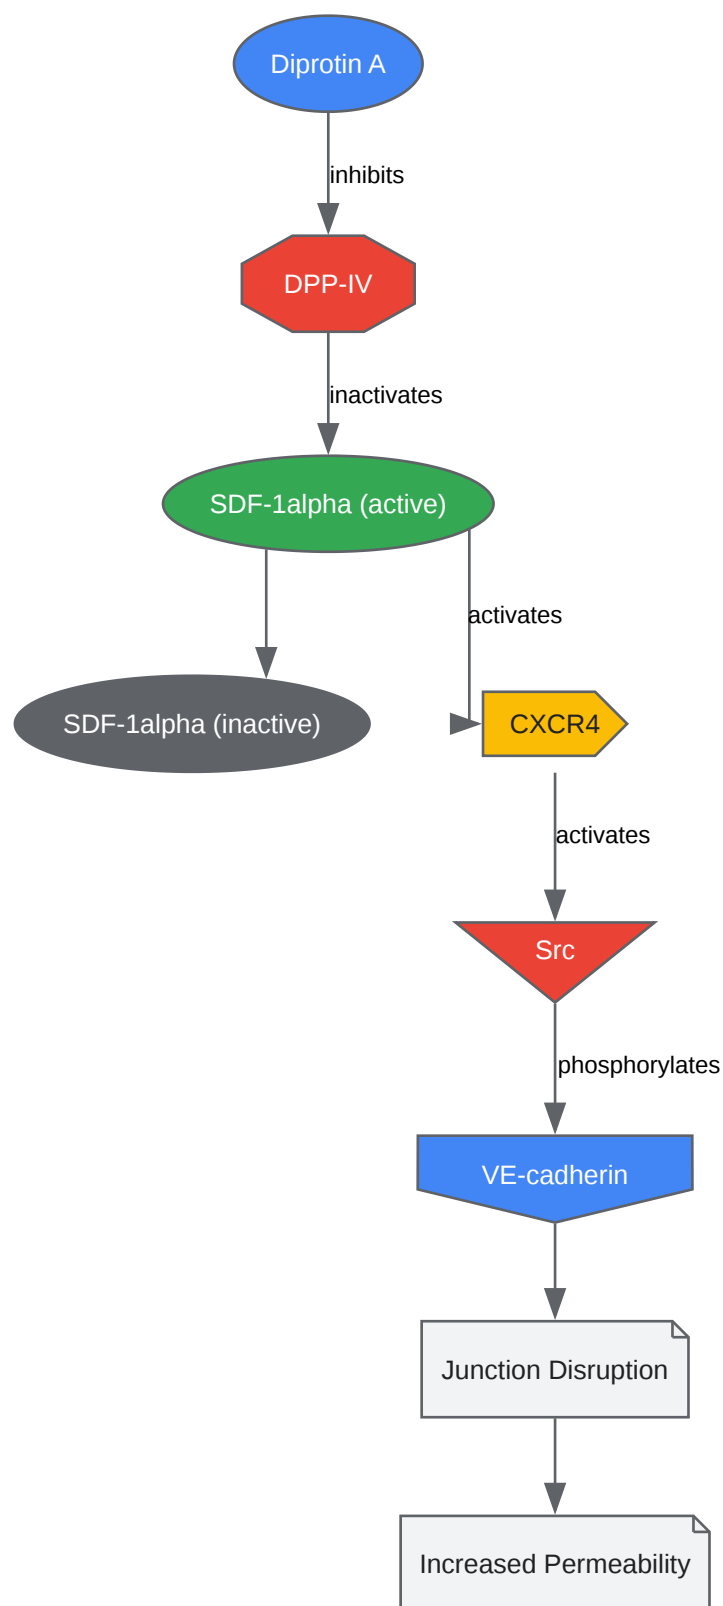 Diprotin A
inhibits
DPP-IV
inactivates
SDF-1alpha (active)
activates
SDF-1alpha (inactive)
CXCR4
activates
Src
phosphorylates
VE-cadherin
Junction Disruption
Increased Permeability